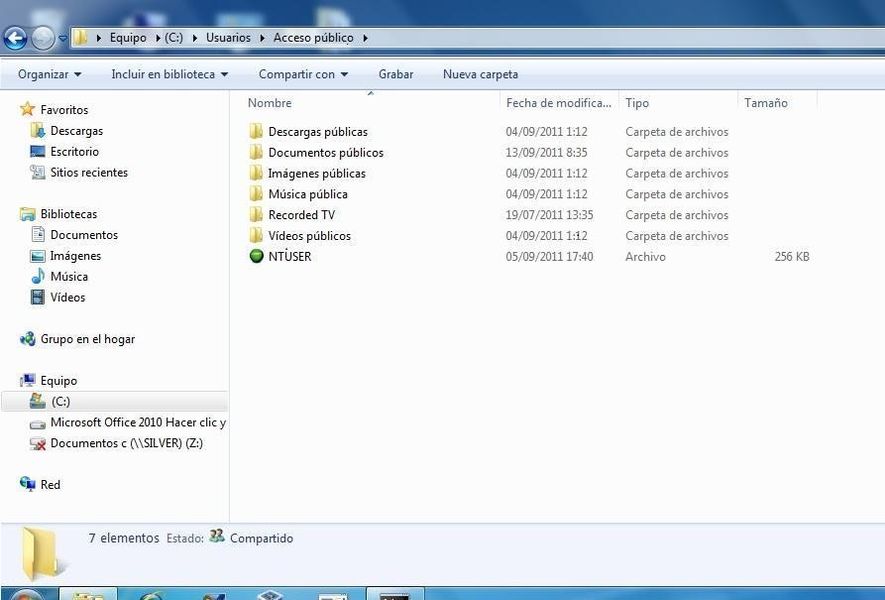 Equipo (C:) Usuarios Acceso público
Organizar Incluir en biblioteca Compartir con Grabar Nueva carpeta
Nombre Fecha de modifica... Tipo Tamaño
Favoritos
Descargas
Escritorio
Sitios recientes
Bibliotecas
Documentos
Imágenes
Música
Vídeos
Grupo en el hogar
Equipo
(C:)
Microsoft Office 2010 Hacer clic y
Documentos c (\\SILVER) (Z:)
Red
Descargas públicas 04/09/2011 1:12 Carpeta de archivos
Documentos públicos 13/09/2011 8:35 Carpeta de archivos
Imágenes públicas 04/09/2011 1:12 Carpeta de archivos
Música pública 04/09/2011 1:12 Carpeta de archivos
Recorded TV 19/07/2011 13:35 Carpeta de archivos
Vídeos públicos 04/09/2011 1:12 Carpeta de archivos
NTUSER 05/09/2011 17:40 Archivo 256 KB
7 elementos Estado: Compartido